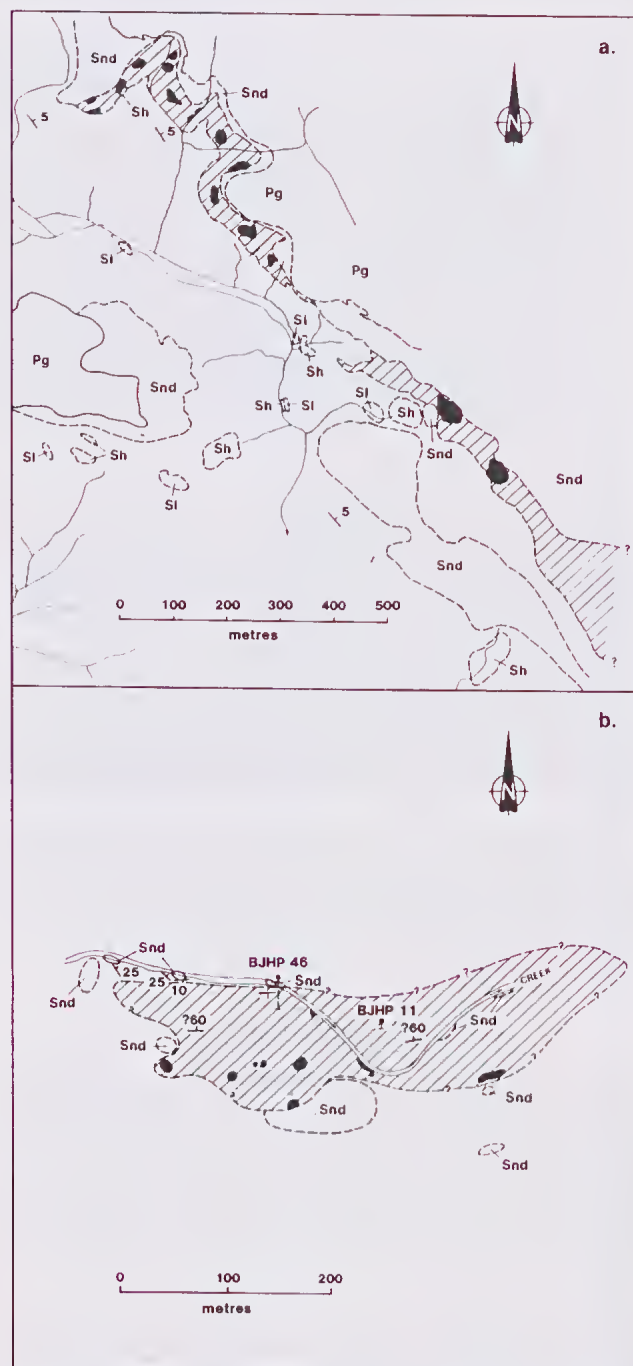 a.
Snd
Snd
Sh
5
5
N
Pg
Pg
Sl
Sl
Sh
Pg
Snd
Sh
Sl
Sl
Sh
Snd
Snd
Sl
Sh
Sh
Sl
5
Snd
?
0 100 200 300 400 500
metres
Sh
?
b.
N
Snd
BJHP 46
Snd
25
25
10
Snd
?
?
?
?
CREEK
BJHP 11
?60
?60
Snd
Snd
?
Snd
Snd
Snd
0 100 200
metres